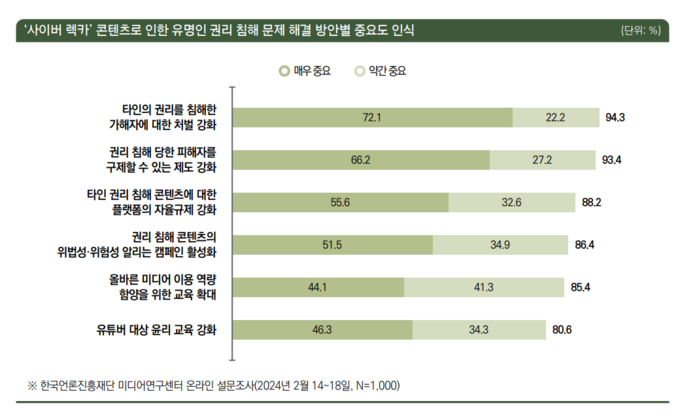 ‘사이버 렉카’ 콘텐츠로 인한 유명인 권리 침해 문제 해결 방안별 중요도 인식 (단위: %)
매우 중요 약간 중요
타인의 권리를 침해한
가해자에 대한 처벌 강화
72.1 22.2 94.3
권리 침해 당한 피해자를
구제할 수 있는 제도 강화
66.2 27.2 93.4
타인 권리 침해 콘텐츠에 대한
플랫폼의 자율규제 강화
55.6 32.6 88.2
권리 침해 콘텐츠의
위법성·위험성 알리는 캠페인 활성화
51.5 34.9 86.4
올바른 미디어 이용 역량
함양을 위한 교육 확대
44.1 41.3 85.4
유튜버 대상 윤리 교육 강화 46.3 34.3 80.6
※ 한국언론진흥재단 미디어연구센터 온라인 설문조사(2024년 2월 14~18일, N=1,000)